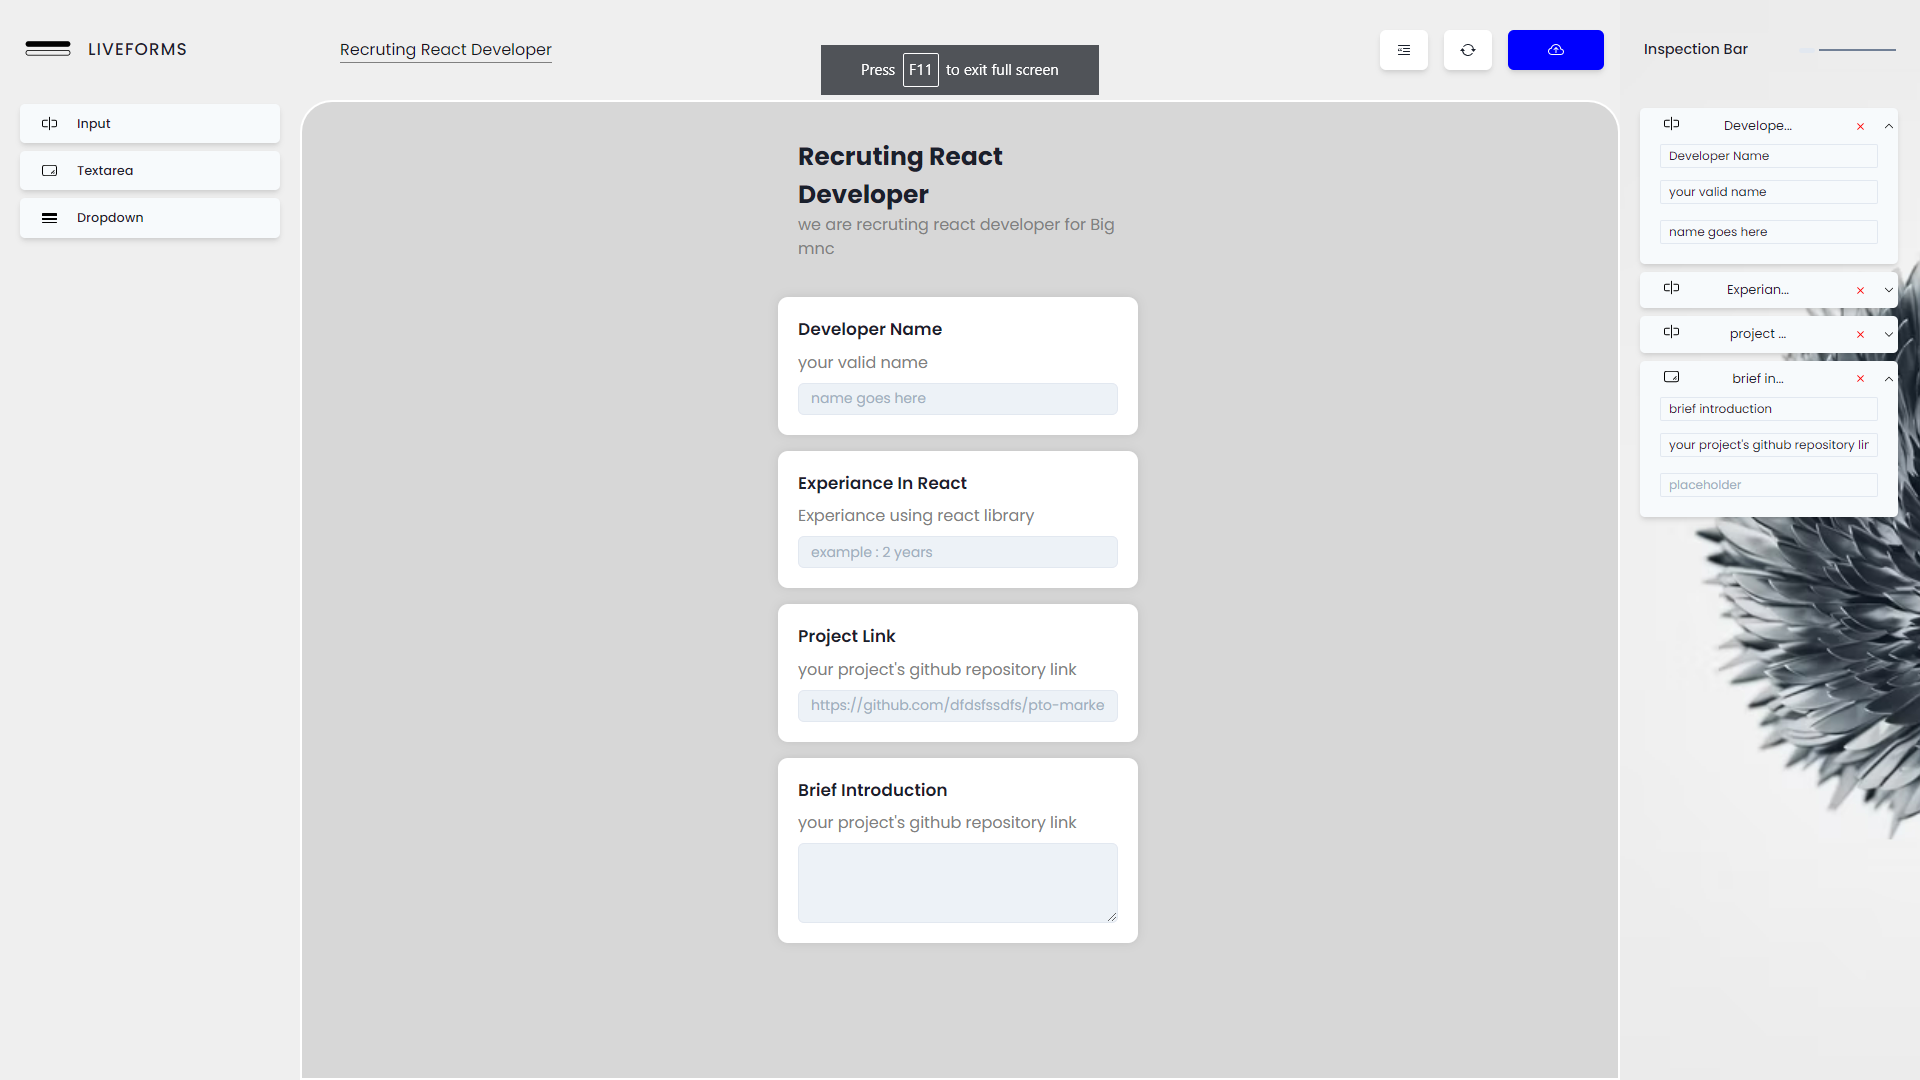 LIVEFORMS
Recruting React Developer
Press F11 to exit full screen
Inspection Bar
Input
Textarea
Dropdown
Recruting React
Developer
we are recruting react developer for Big
mnc
Developer Name
your valid name
name goes here
Experiance In React
Experiance using react library
example : 2 years
Project Link
your project's github repository link
https://github.com/dfdsfssdfs/pto-marke
Brief Introduction
your project's github repository link
Develope...
Developer Name
your valid name
name goes here
Experian...
project ...
brief in...
brief introduction
your project's github repository lir
placeholder